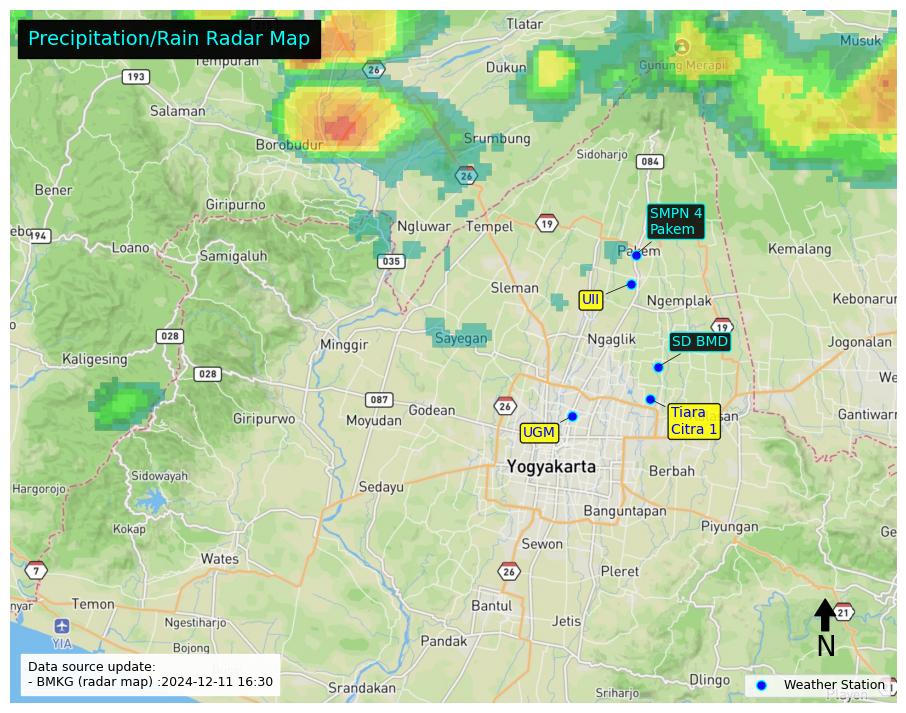 Precipitation/Rain Radar Map
Tlatar
Musuk
Tempuran
26
Dukun
Gunung Merapi
193
Salaman
Borobudur
Srumbung
Sidoharjo
084
26
Bener
Giripurno
SMPN 4
Pakem
194
Ngluwar
Tempel
19
Loano
Samigaluh
035
Pakem
Kemalang
Sleman
UII
Ngemplak
Kebonarum
028
Minggir
Sayegan
Ngaglik
19
SD BMD
Jogonalan
Kaligesing
028
087
Godean
26
Giripurwo
Moyudan
UGM
Tiara
Citra 1
Gantiwarn
Yogyakarta
Berbah
Sidowayah
Hargorojo
Sedayu
Banguntapan
Kokap
Piyungan
Sewon
Wates
7
26
Pleret
Temon
Bantul
21
Ngestiharjo
Jetis
YIA
Bojong
Pandak
N
Data source update:
- BMKG (radar map) :2024-12-11 16:30
Srandakan
Dlingo
Sriharjo
Weather Station
Playen